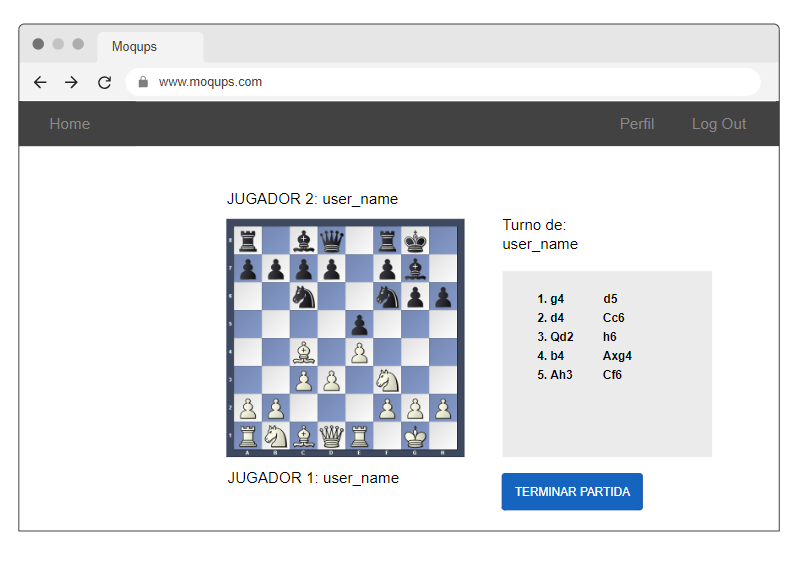 Moqups
www.moqups.com
Home Perfil Log Out
JUGADOR 2: user_name
Turno de:
user_name
8
7
6
5
4
3
2
1
A B C D E F G H
1. g4 d5
2. d4 Cc6
3. Qd2 h6
4. b4 Axg4
5. Ah3 Cf6
JUGADOR 1: user_name
TERMINAR PARTIDA